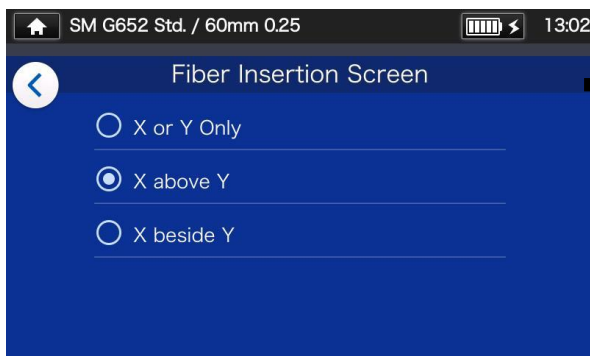 SM G652 Std. / 60mm 0.25 13:02
Fiber Insertion Screen
X or Y Only
X above Y
X beside Y